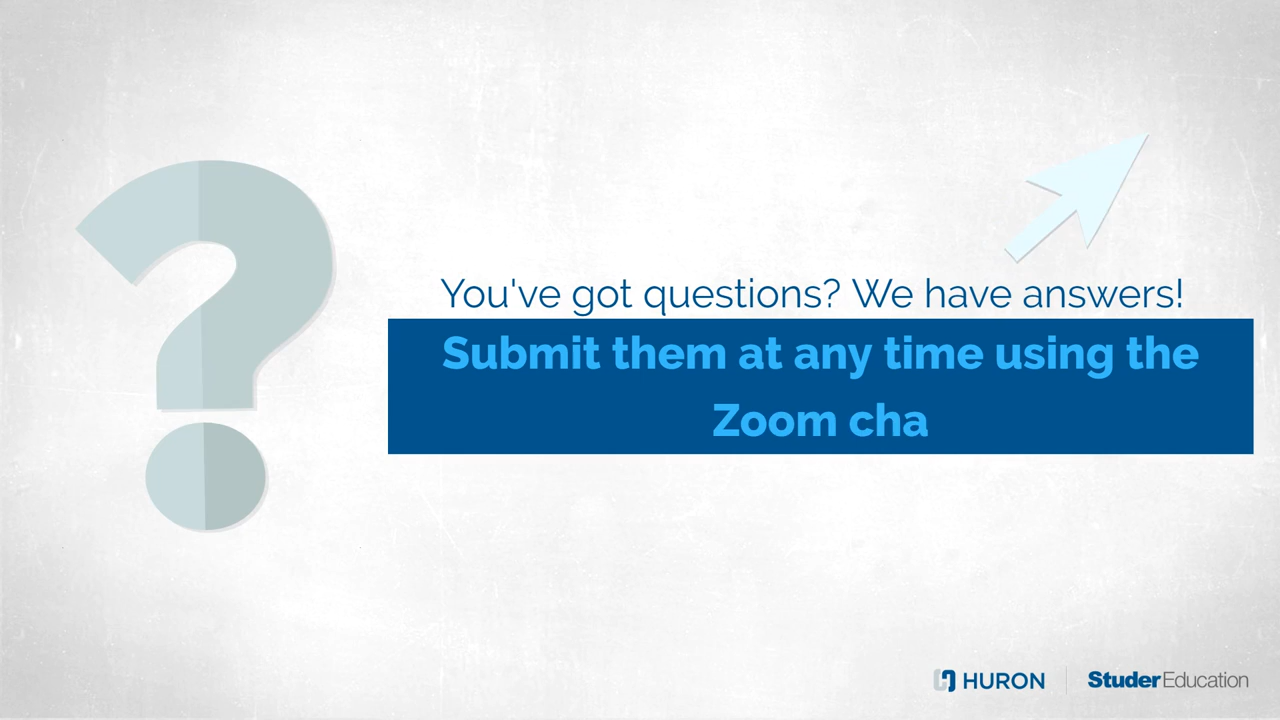 You've got questions? We have answers!
Submit them at any time using the
Zoom cha
HURON
StuderEducation